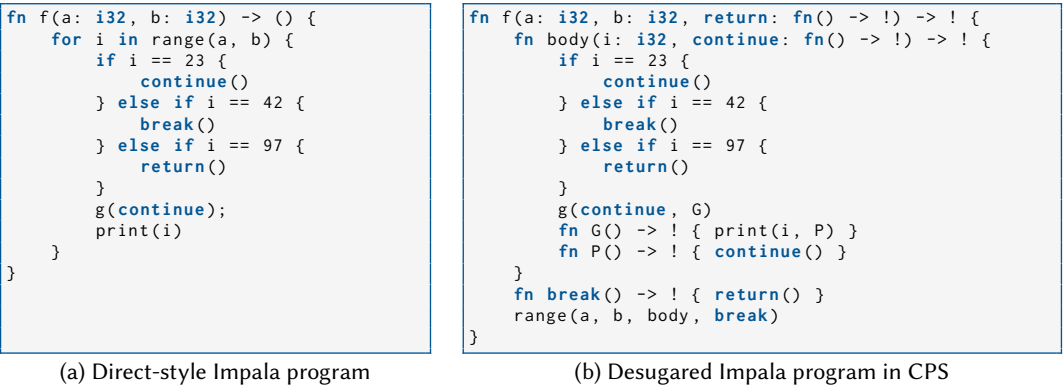 fn f(a: i32, b: i32) -> () {
    for i in range(a, b) {
        if i == 23 {
            continue()
        } else if i == 42 {
            break()
        } else if i == 97 {
            return()
        }
        g(continue);
        print(i)
    }
}
(a) Direct-style Impala program
fn f(a: i32, b: i32, return: fn() -> !) -> ! {
    fn body(i: i32, continue: fn() -> !) -> ! {
        if i == 23 {
            continue()
        } else if i == 42 {
            break()
        } else if i == 97 {
            return()
        }
        g(continue, G)
        fn G() -> ! { print(i, P) }
        fn P() -> ! { continue() }
    }
    fn break() -> ! { return() }
    range(a, b, body, break)
}
(b) Desugared Impala program in CPS